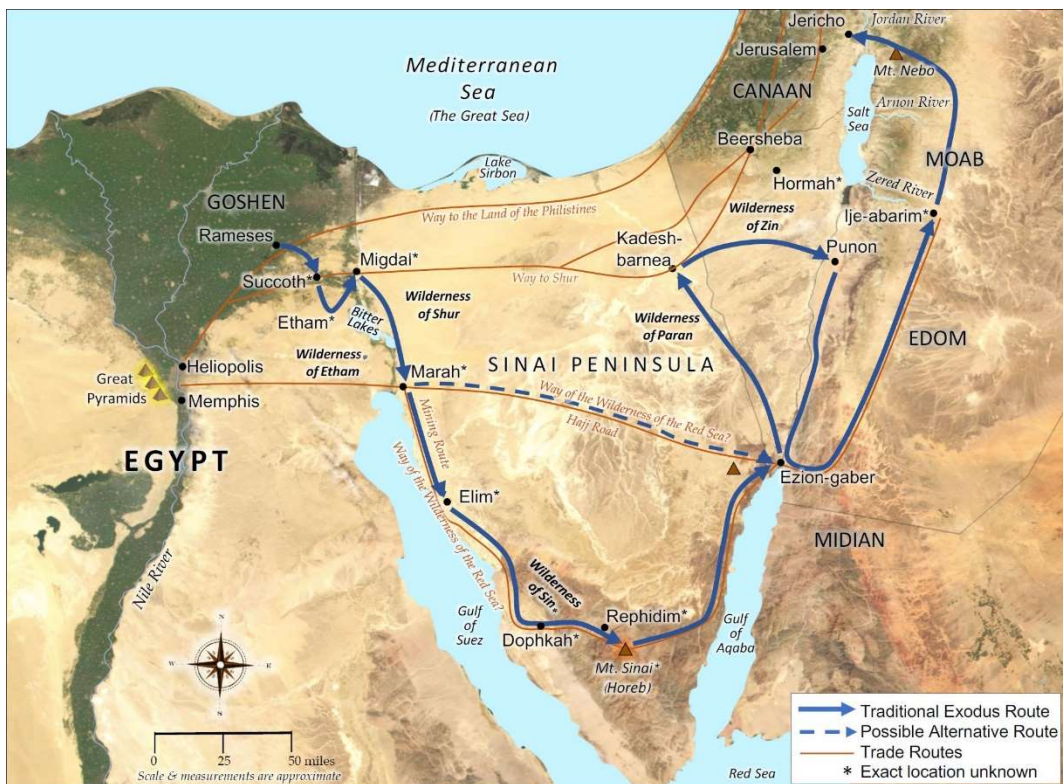 Jericho
Jordan River
Jerusalem
Mt. Nebo
Mediterranean
Sea
(The Great Sea)
CANAAN
Salt
Sea
Arnon River
Beersheba
Lake
Sirbon
MOAB
Hormah*
Zered River
GOSHEN
Way to the Land of the Philistines
Wilderness
of Zin
Ije-abarim*
Rameses
Kadesh-
barnea
Punon
Migdal*
Succoth*
Way to Shur
Etham*
Bitter
Lakes
Wilderness
of Shur
Wilderness
of Paran
EDOM
Wilderness*
of Etham
SINAI PENINSULA
Heliopolis
Great
Pyramids
Marah*
Memphis
Way of the Wilderness of the Red Sea?
Hajj Road
Mining Route
EGYPT
Ezion-gaber
Way of the Wilderness of the Red Sea?
Elim*
MIDIAN
Nile River
Wilderness
of Sin*
Rephidim*
Gulf
of
Suez
Dophkah*
Gulf
of
Aqaba
Mt. Sinai*
(Horeb)
N
W
E
S
Traditional Exodus Route
Possible Alternative Route
Trade Routes
* Exact location unknown
0 25 50 miles
Scale & measurements are approximate
Red Sea